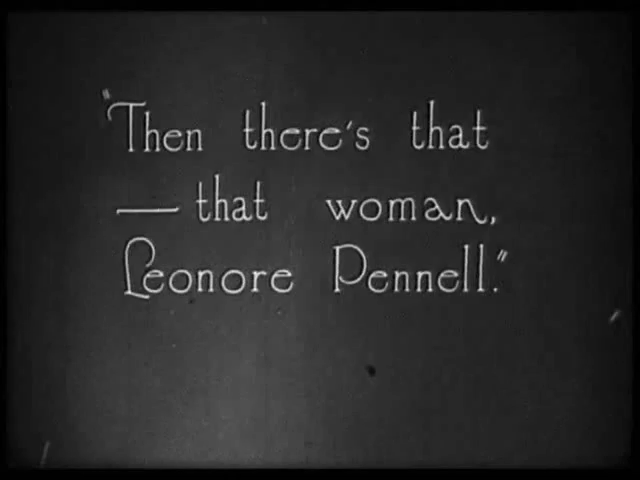 "Then there's that
— that woman,
Leonore Pennell."